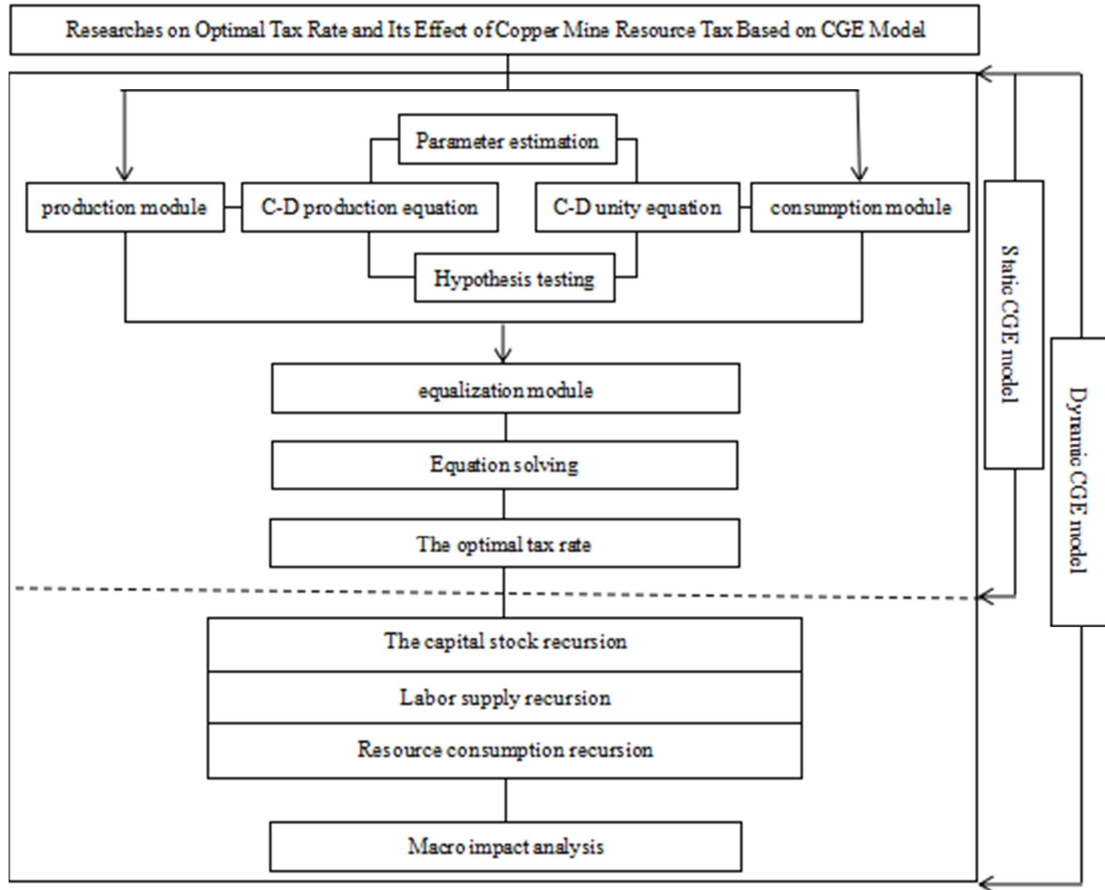 Researches on Optimal Tax Rate and Its Effect of Copper Mine Resource Tax Based on CGE Model
Parameter estimation
production module
C-D production equation
C-D unity equation
consumption module
Hypothesis testing
equalization module
Equation solving
The optimal tax rate
The capital stock recursion
Labor supply recursion
Resource consumption recursion
Macro impact analysis
Static CGE model
Dynamic CGE model